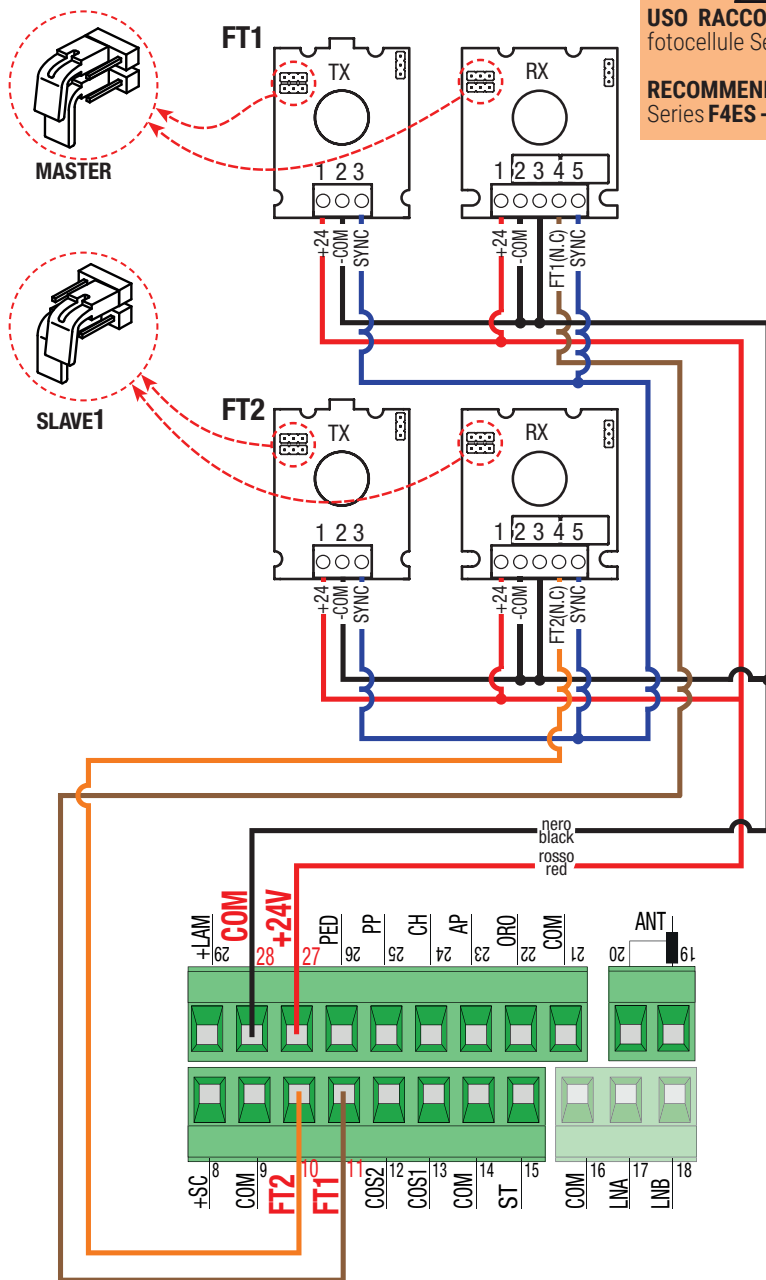 USO RACCO
fotocellule Se
RECOMMEN
Series F4ES -
FT1
MASTER
TX
1 2 3
+24
-COM
SYNC
RX
1 2 3 4 5
+24
-COM
FT1(N.C)
SYNC
SLAVE1
FT2
TX
1 2 3
+24
-COM
SYNC
RX
1 2 3 4 5
+24
-COM
FT2(N.C)
SYNC
nero
black
rosso
red
+LAM 29
COM 28
+24V 27
PED 26
PP 25
CH 24
AP 23
ORO 22
COM 21
ANT
20
19
+SC 8
COM 9
FT2 10
FT1 11
COS2 12
COS1 13
COM 14
ST 15
COM 16
LNA 17
LNB 18